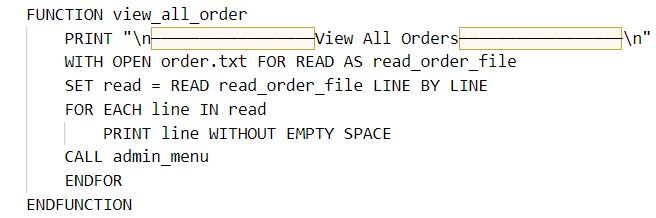 FUNCTION view_all_order
PRINT "\n─────────────────View All Orders─────────────────\n"
WITH OPEN order.txt FOR READ AS read_order_file
SET read = READ read_order_file LINE BY LINE
FOR EACH line IN read
PRINT line WITHOUT EMPTY SPACE
CALL admin_menu
ENDFOR
ENDFUNCTION